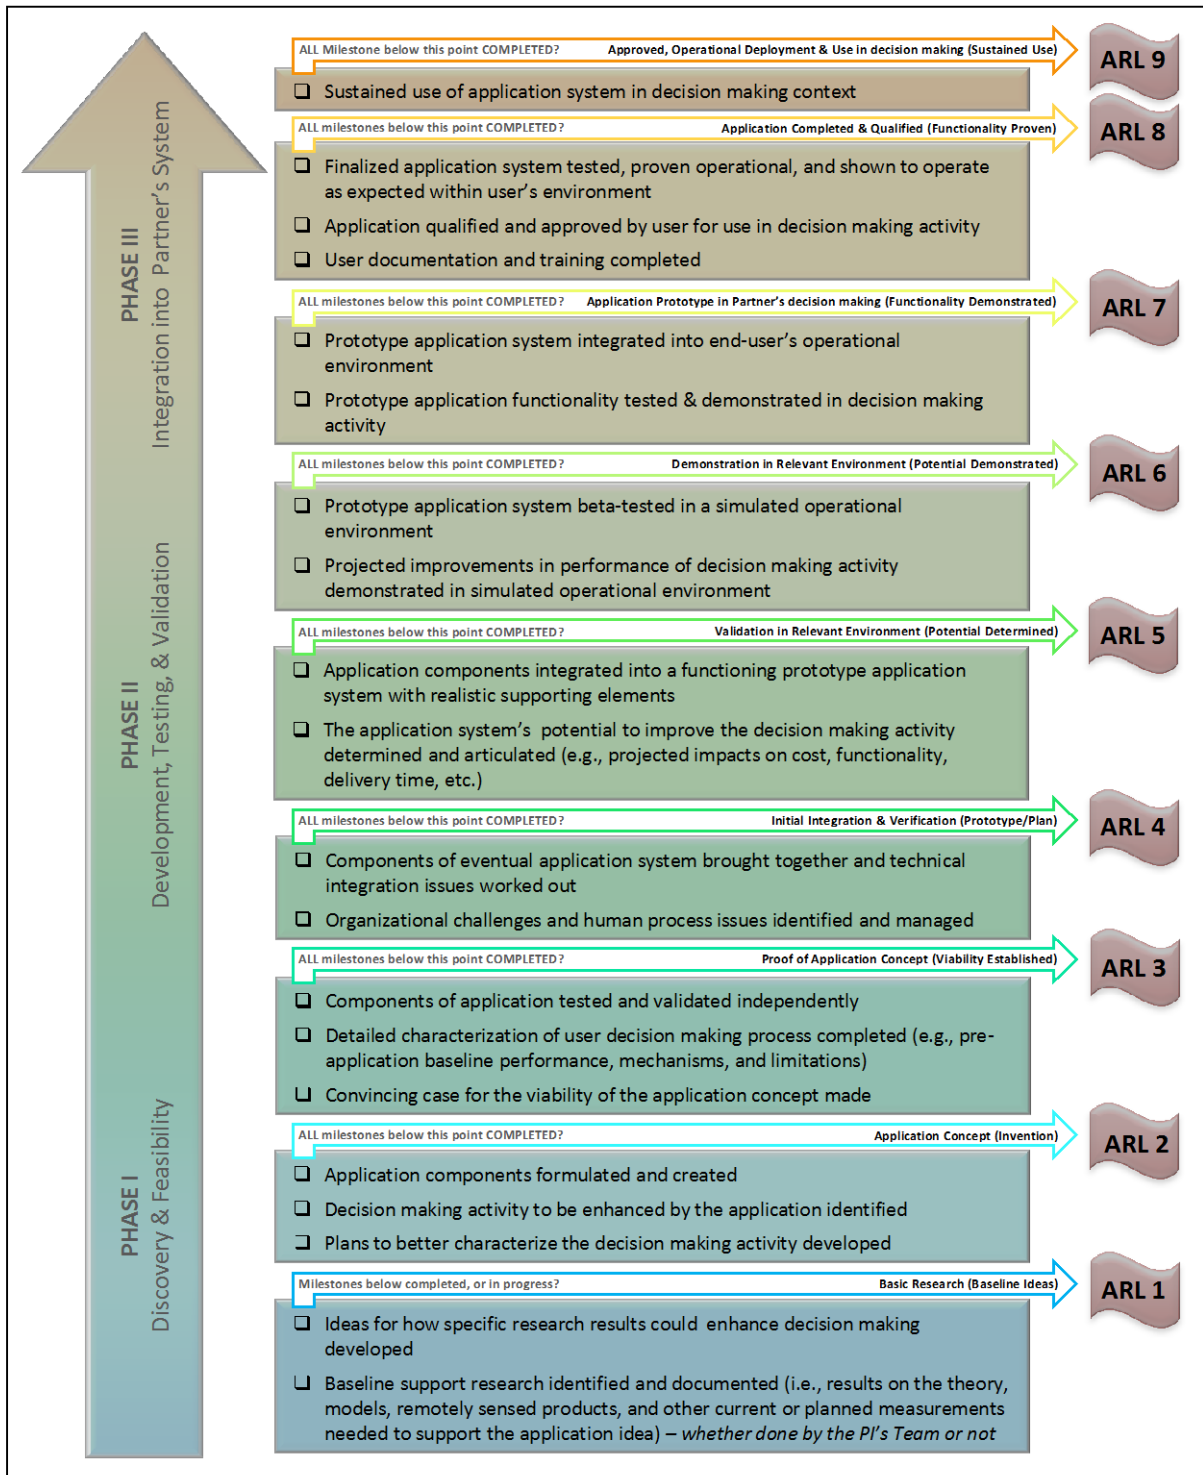 ALL Milestone below this point COMPLETED? Approved, Operational Deployment & Use in decision making (Sustained Use)
ARL 9
❑ Sustained use of application system in decision making context
ALL milestones below this point COMPLETED? Application Completed & Qualified (Functionality Proven)
ARL 8
❑ Finalized application system tested, proven operational, and shown to operate
as expected within user's environment
❑ Application qualified and approved by user for use in decision making activity
❑ User documentation and training completed
PHASE III
Integration into Partner's System
ALL milestones below this point COMPLETED? Application Prototype in Partner's decision making (Functionality Demonstrated)
ARL 7
❑ Prototype application system integrated into end-user's operational
environment
❑ Prototype application functionality tested & demonstrated in decision making
activity
ALL milestones below this point COMPLETED? Demonstration in Relevant Environment (Potential Demonstrated)
ARL 6
❑ Prototype application system beta-tested in a simulated operational
environment
❑ Projected improvements in performance of decision making activity
demonstrated in simulated operational environment
PHASE II
Development, Testing, & Validation
ALL milestones below this point COMPLETED? Validation in Relevant Environment (Potential Determined)
ARL 5
❑ Application components integrated into a functioning prototype application
system with realistic supporting elements
❑ The application system's potential to improve the decision making activity
determined and articulated (e.g., projected impacts on cost, functionality,
delivery time, etc.)
ALL milestones below this point COMPLETED? Initial Integration & Verification (Prototype/Plan)
ARL 4
❑ Components of eventual application system brought together and technical
integration issues worked out
❑ Organizational challenges and human process issues identified and managed
ALL milestones below this point COMPLETED? Proof of Application Concept (Viability Established)
ARL 3
❑ Components of application tested and validated independently
❑ Detailed characterization of user decision making process completed (e.g., pre-
application baseline performance, mechanisms, and limitations)
❑ Convincing case for the viability of the application concept made
PHASE I
Discovery & Feasibility
ALL milestones below this point COMPLETED? Application Concept (Invention)
ARL 2
❑ Application components formulated and created
❑ Decision making activity to be enhanced by the application identified
❑ Plans to better characterize the decision making activity developed
Milestones below completed, or in progress? Basic Research (Baseline Ideas)
ARL 1
❑ Ideas for how specific research results could enhance decision making
developed
❑ Baseline support research identified and documented (i.e., results on the theory,
models, remotely sensed products, and other current or planned measurements
needed to support the application idea) – whether done by the PI's Team or not